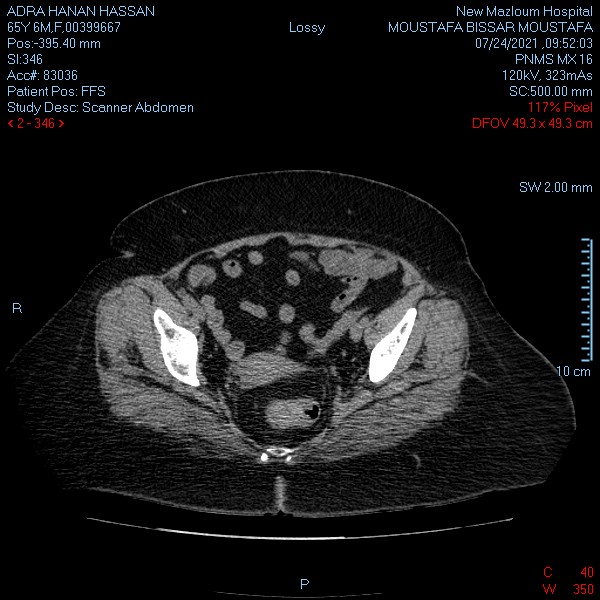 ADRA HANAN HASSAN
65Y 6M,F,00399667
Pos:-395.40 mm
SI:346
Acc#: 83036
Patient Pos: FFS
Study Desc: Scanner Abdomen
< 2 - 346 >
Lossy
New Mazloum Hospital
MOUSTAFA BISSAR MOUSTAFA
07/24/2021 ,09:52:03
PNMS MX 16
120kV, 323mAs
SC:500.00 mm
117% Pixel
DFOV 49.3 x 49.3 cm
SW 2.00 mm
R
10 cm
P
C 40
W 350